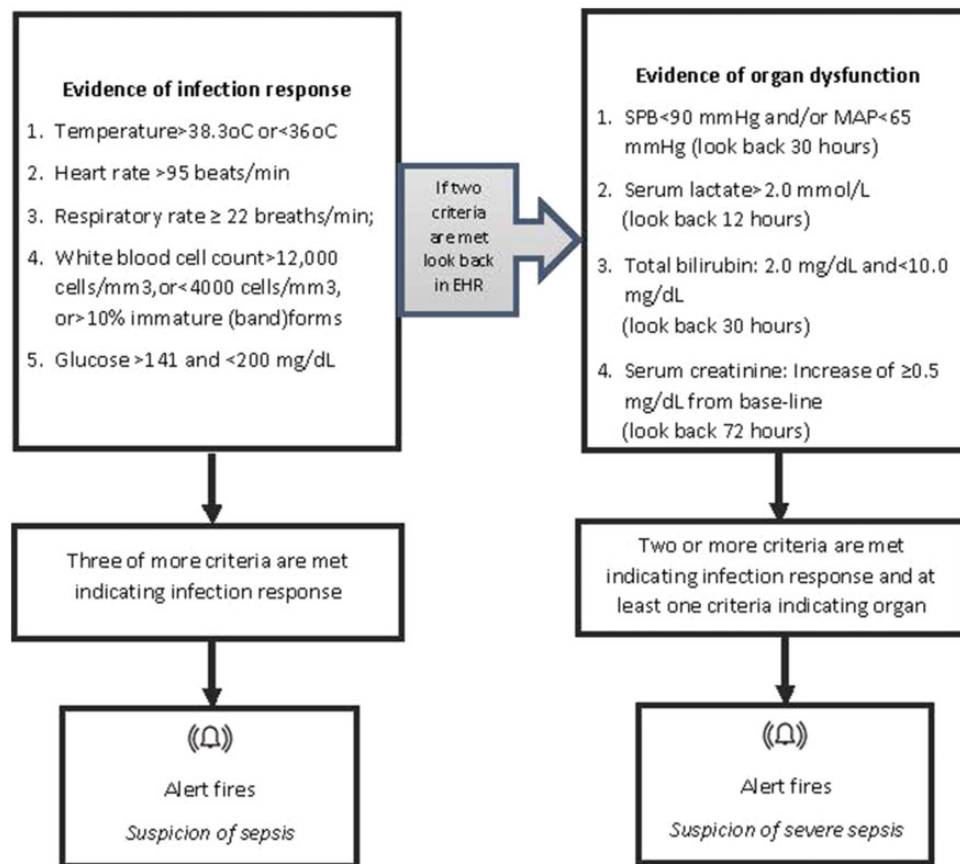 Evidence of infection response
1. Temperature>38.3oC or<36oC
2. Heart rate >95 beats/min
3. Respiratory rate ≥ 22 breaths/min;
4. White blood cell count>12,000
cells/mm3,or<4000 cells/mm3,
or>10% immature (band)forms
5. Glucose >141 and <200 mg/dL
If two
criteria
are met
look back
in EHR
Evidence of organ dysfunction
1. SPB<90 mmHg and/or MAP<65
mmHg (look back 30 hours)
2. Serum lactate>2.0 mmol/L
(look back 12 hours)
3. Total bilirubin: 2.0 mg/dL and<10.0
mg/dL
(look back 30 hours)
4. Serum creatinine: Increase of ≥0.5
mg/dL from base-line
(look back 72 hours)
Three of more criteria are met
indicating infection response
Two or more criteria are met
indicating infection response and at
least one criteria indicating organ
Alert fires
Suspicion of sepsis
Alert fires
Suspicion of severe sepsis